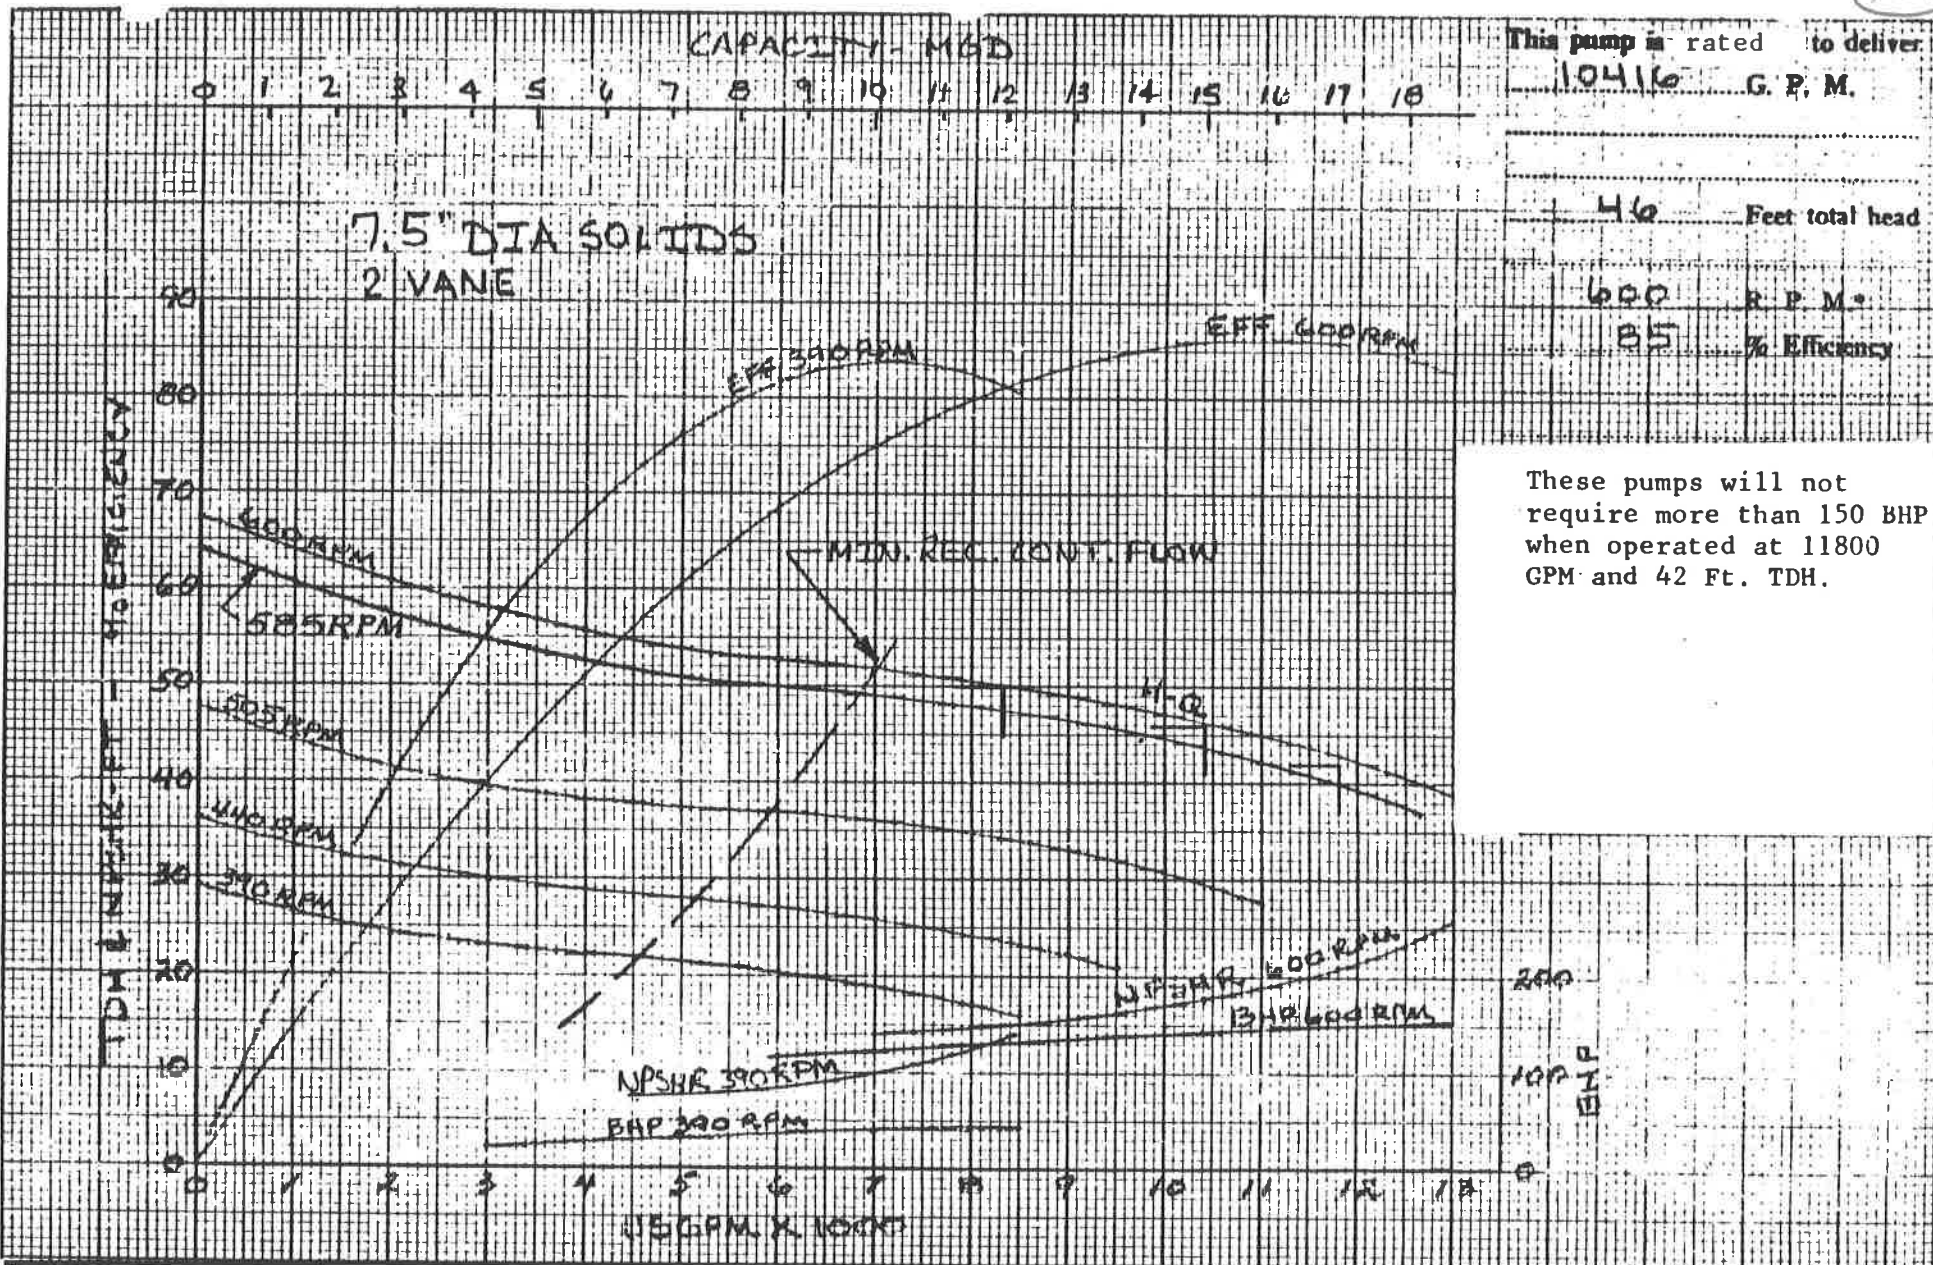 CAPACITY - MGD
0 1 2 3 4 5 6 7 8 9 10 11 12 13 14 15 16 17 18
This pump is rated to deliver
10416 G. P. M.
46 Feet total head
600 R. P. M.
85 % Efficiency
7.5" DIA SOLIDS
2 VANE
90
80
70
60
50
40
30
20
10
0
TDH & NPSHR-FT - % EFFICIENCY
EFF 390 RPM
EFF 600 RPM
These pumps will not
require more than 150 BHP
when operated at 11800
GPM and 42 Ft. TDH.
600 RPM
585 RPM
MIN. REC. CONT. FLOW
H-Q
505 RPM
440 RPM
390 RPM
NPSHR 600 RPM
BHP 600 RPM
NPSHR 390 RPM
BHP 390 RPM
200
100
0
BHP
0 1 2 3 4 5 6 7 8 9 10 11 12 13
USGPM X 1000